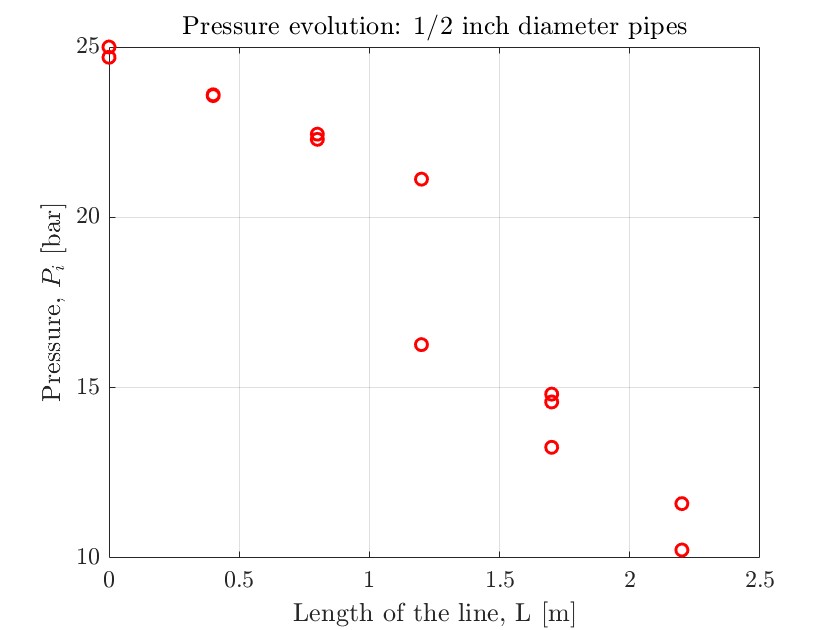 Pressure evolution: 1/2 inch diameter pipes
25
20
15
10
Pressure, Pᵢ [bar]
0 0.5 1 1.5 2 2.5
Length of the line, L [m]